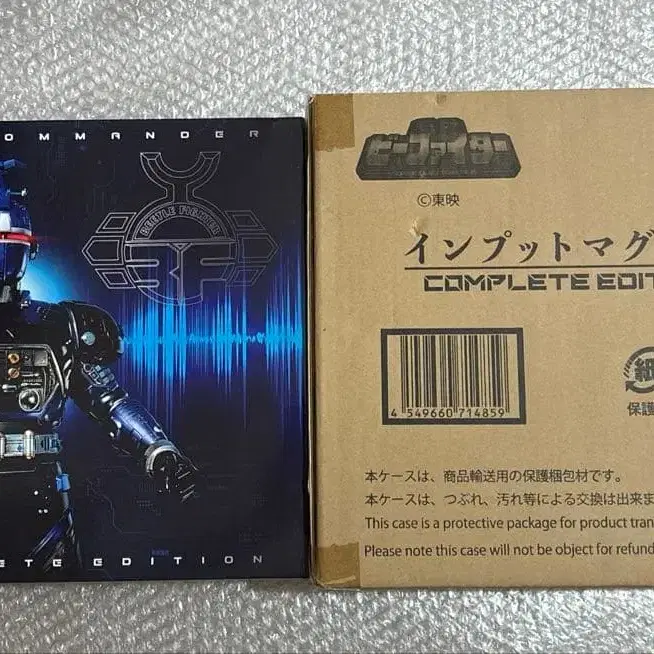 OMMANDER
BEETLE FIGHTER
BF
ETE EDITION
重甲
ビーファイター
©東映
インプットマグ
COMPLETE EDIT
4 549660 714859
紙
保護
本ケースは、商品輸送用の保護梱包材です。
本ケースは、つぶれ、汚れ等による交換は出来ま
This case is a protective package for product tran
Please note this case will not be object for refund